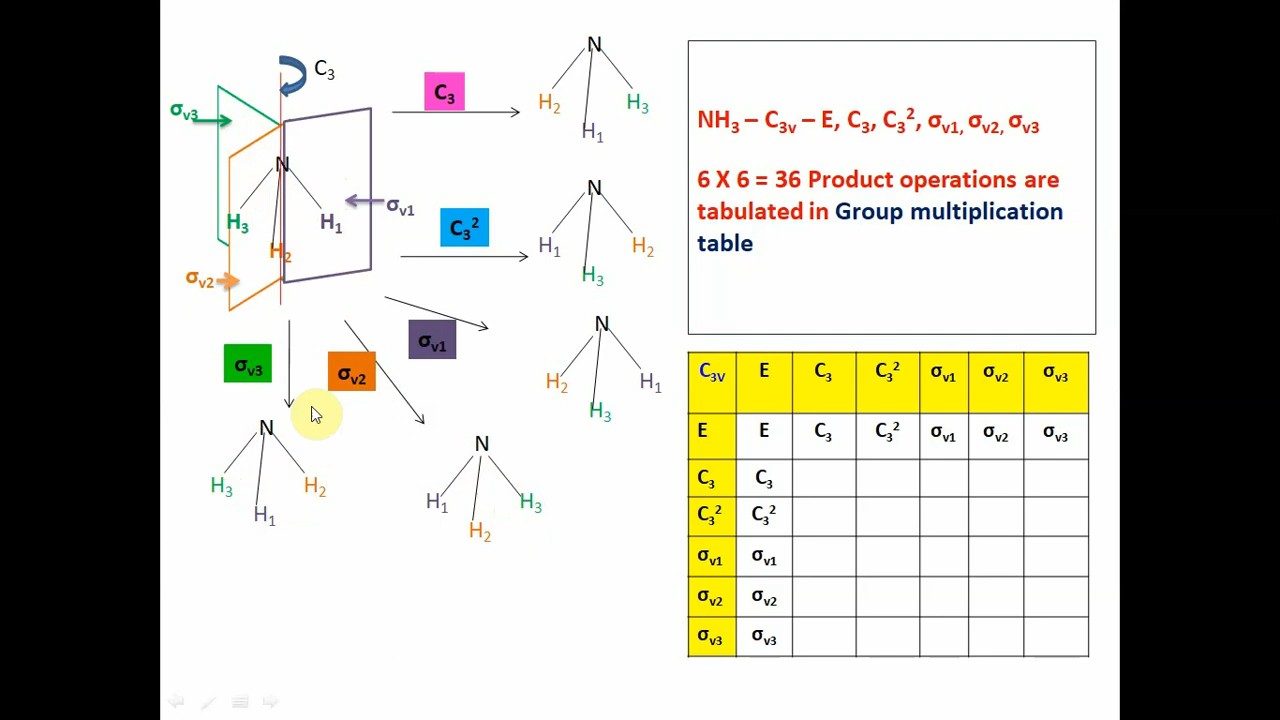 C₃
σv3
N
H₃
H₁
H₂
σv1
σv2
C₃
N
H₂
H₃
H₁
C₃²
N
H₁
H₂
H₃
σv1
N
H₂
H₁
H₃
σv2
N
H₁
H₃
H₂
σv3
N
H₃
H₂
H₁
NH₃ – C₃ᵥ – E, C₃, C₃², σv1, σv2, σv3
6 X 6 = 36 Product operations are
tabulated in Group multiplication
table
C₃V E C₃ C₃² σv1 σv2 σv3
E E C₃ C₃² σv1 σv2 σv3
C₃ C₃
C₃² C₃²
σv1 σv1
σv2 σv2
σv3 σv3